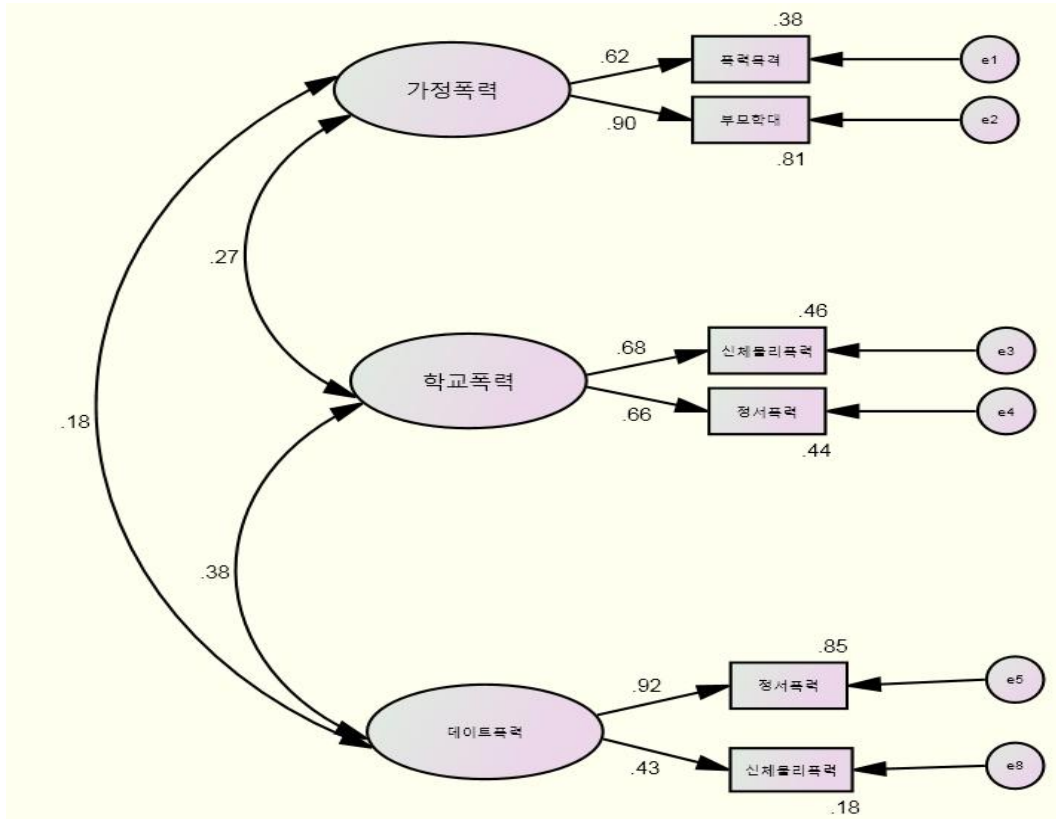 .38
.62
폭력목격
e1
가정폭력
.90
부모학대
e2
.81
.27
.46
.68
신체물리폭력
e3
학교폭력
.66
정서폭력
e4
.44
.18
.38
.85
.92
정서폭력
e5
데이트폭력
.43
신체물리폭력
e8
.18